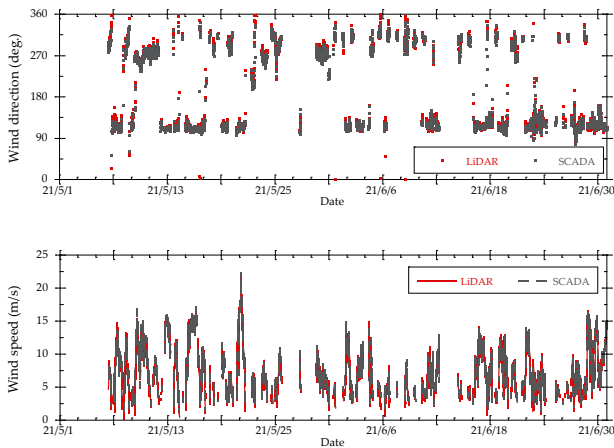 Wind direction (deg.)
360
270
180
90
0
LiDAR
SCADA
21/5/1
21/5/13
21/5/25
21/6/6
21/6/18
21/6/30
Date
Wind speed (m/s)
25
20
15
10
5
0
LiDAR
SCADA
21/5/1
21/5/13
21/5/25
21/6/6
21/6/18
21/6/30
Date